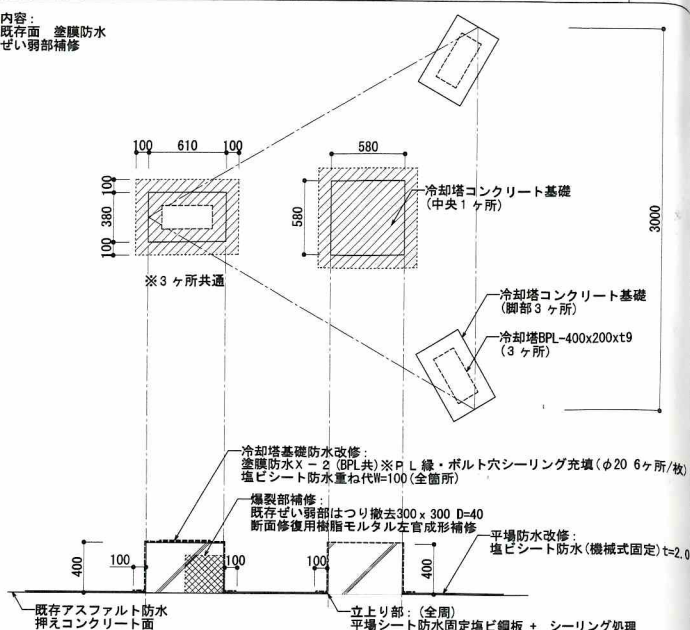 内容:
既存面 塗膜防水
ぜい弱部補修
100 610 100
580
100
380
100
580
冷却塔コンクリート基礎
(中央1ヶ所)
3000
※3ヶ所共通
冷却塔コンクリート基礎
(脚部3ヶ所)
冷却塔BPL-400x200xt9
(3ヶ所)
冷却塔基礎防水改修:
塗膜防水X-2(BPL共)※PL縁・ボルト穴シーリング充填(φ20 6ヶ所/枚)
塩ビシート防水重ね代W=100(全箇所)
爆裂部補修:
既存ぜい弱部はつり撤去300x300 D=40
断面修復用樹脂モルタル左官成形補修
平場防水改修:
塩ビシート防水(機械式固定)t=2.0
400
100
100
100
400
既存アスファルト防水
押えコンクリート面
立上り部:(全周)
平場シート防水固定塩ビ鋼板 + シーリング処理